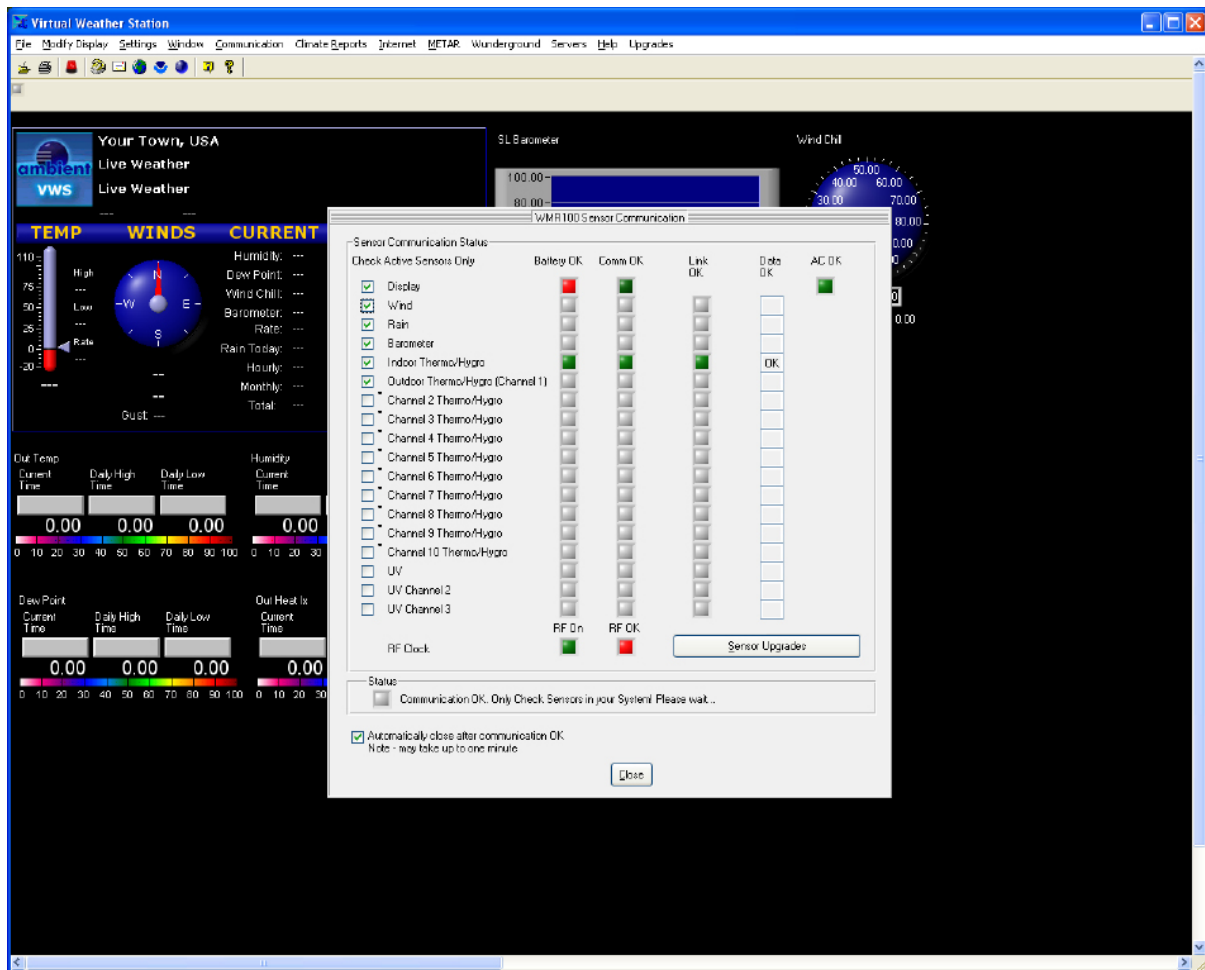 Virtual Weather Station
File Modify Display Settings Window Communication Climate Reports Internet METAR Wunderground Servers Help Upgrades
ambient
VWS
Your Town, USA
Live Weather
Live Weather
--- ---
TEMP WINDS CURRENT
110
75
50
25
0
-20
High
---
Low
---
Rate
---
---
N
W E
S
--
--
Gust: ---
Humidity: ---
Dew Point: ---
Wind Chill: ---
Barometer: ---
Rate: ---
Rain Today: ---
Hourly: ---
Monthly: ---
Total: ---
SL Barometer
100.00
80.00
Wind Chill
50.00
40.00 60.00
30.00 70.00
80.00
0.00
Out Temp
Current Daily High Daily Low
Time Time Time
0.00 0.00 0.00
0 10 20 30 40 50 60 70 80 90 100
Humidity
Current
Time
0.00
0 10 20 30
Dew Point
Current Daily High Daily Low
Time Time Time
0.00 0.00 0.00
0 10 20 30 40 50 60 70 80 90 100
Out Heat Ix
Current
Time
0.00
0 10 20 30
WMR100 Sensor Communication
Sensor Communication Status
Check Active Sensors Only Battery OK Comm OK Link OK Data OK AC OK
Display
Wind
Rain
Barometer
Indoor Thermo/Hygro OK
Outdoor Thermo/Hygro (Channel 1)
Channel 2 Thermo/Hygro
Channel 3 Thermo/Hygro
Channel 4 Thermo/Hygro
Channel 5 Thermo/Hygro
Channel 6 Thermo/Hygro
Channel 7 Thermo/Hygro
Channel 8 Thermo/Hygro
Channel 9 Thermo/Hygro
Channel 10 Thermo/Hygro
UV
UV Channel 2
UV Channel 3
RF On RF OK
RF Clock
Sensor Upgrades
Status
Communication OK. Only Check Sensors in your System! Please wait...
Automatically close after communication OK
Note - may take up to one minute
Close